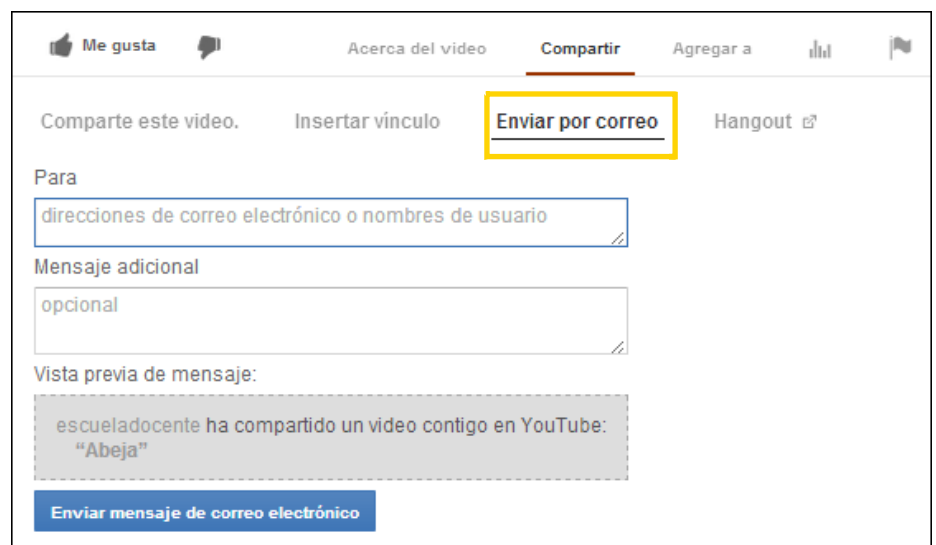 Me gusta Acerca del video Compartir Agregar a
Comparte este video. Insertar vínculo Enviar por correo Hangout
Para
direcciones de correo electrónico o nombres de usuario
Mensaje adicional
opcional
Vista previa de mensaje:
escueladocente ha compartido un video contigo en YouTube:
“Abeja”
Enviar mensaje de correo electrónico